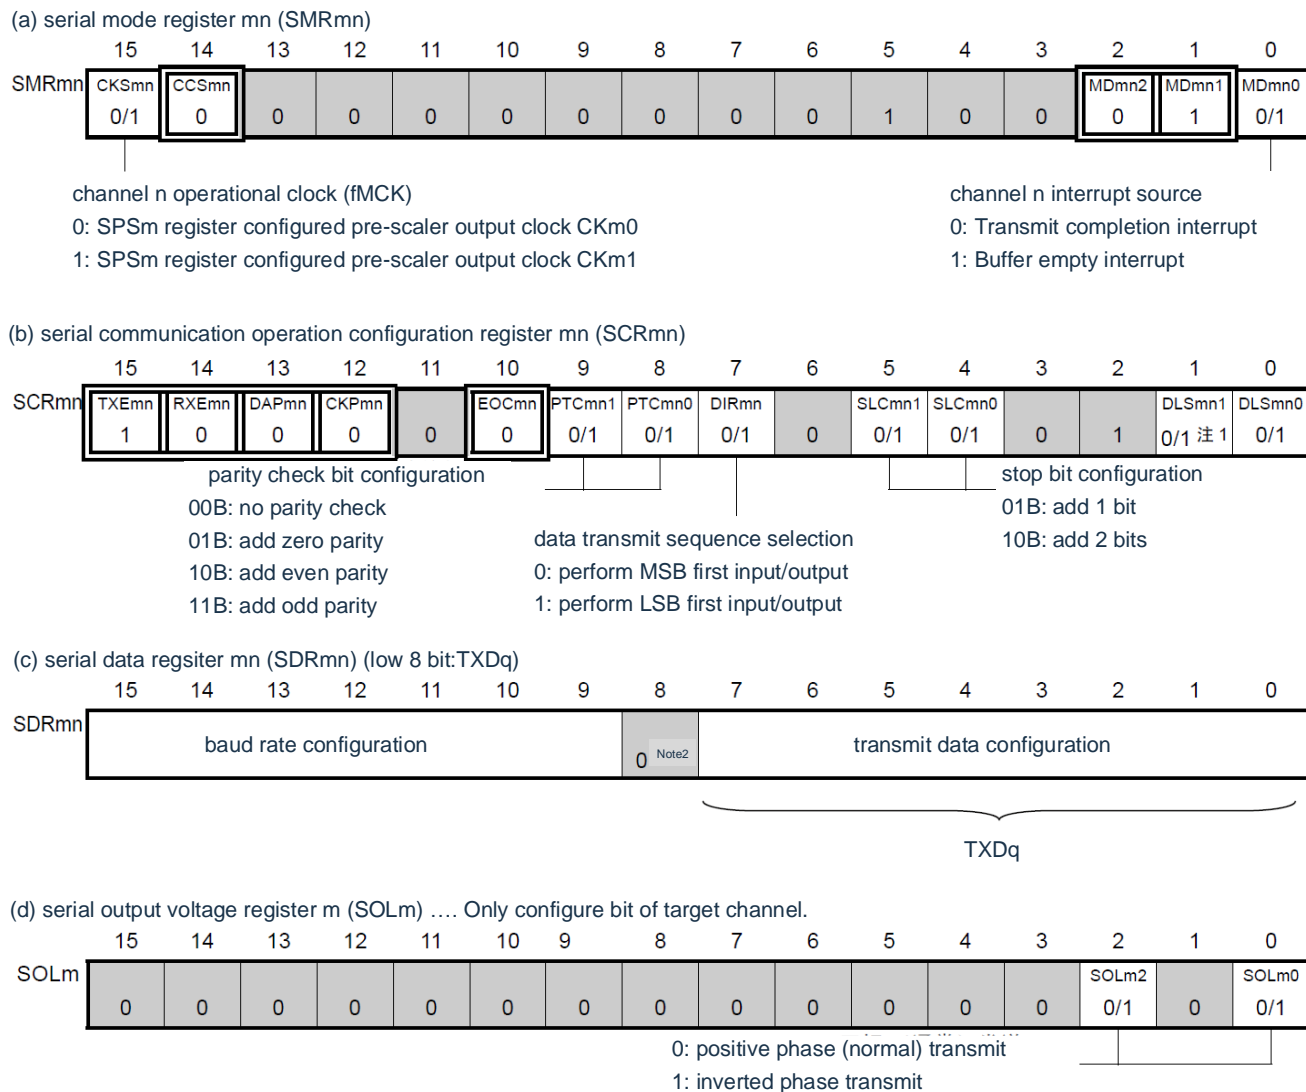 (a) serial mode register mn (SMRmn)
15 14 13 12 11 10 9 8 7 6 5 4 3 2 1 0
SMRmn CKSmn CCSmn MDmn2 MDmn1 MDmn0
0/1 0 0 0 0 0 0 0 0 0 1 0 0 0 1 0/1
channel n operational clock (fMCK)
0: SPSm register configured pre-scaler output clock CKm0
1: SPSm register configured pre-scaler output clock CKm1
channel n interrupt source
0: Transmit completion interrupt
1: Buffer empty interrupt
(b) serial communication operation configuration register mn (SCRmn)
15 14 13 12 11 10 9 8 7 6 5 4 3 2 1 0
SCRmn TXEmn RXEmn DAPmn CKPmn EOCmn PTCmn1 PTCmn0 DIRmn SLCmn1 SLCmn0 DLSmn1 DLSmn0
1 0 0 0 0 0 0/1 0/1 0/1 0 0/1 0/1 0 1 0/1 注 1 0/1
parity check bit configuration
00B: no parity check
01B: add zero parity
10B: add even parity
11B: add odd parity
data transmit sequence selection
0: perform MSB first input/output
1: perform LSB first input/output
stop bit configuration
01B: add 1 bit
10B: add 2 bits
(c) serial data regsiter mn (SDRmn) (low 8 bit:TXDq)
15 14 13 12 11 10 9 8 7 6 5 4 3 2 1 0
SDRmn
baud rate configuration 0 Note2 transmit data configuration
TXDq
(d) serial output voltage register m (SOLm) …. Only configure bit of target channel.
15 14 13 12 11 10 9 8 7 6 5 4 3 2 1 0
SOLm SOLm2 SOLm0
0 0 0 0 0 0 0 0 0 0 0 0 0 0/1 0 0/1
0: positive phase (normal) transmit
1: inverted phase transmit